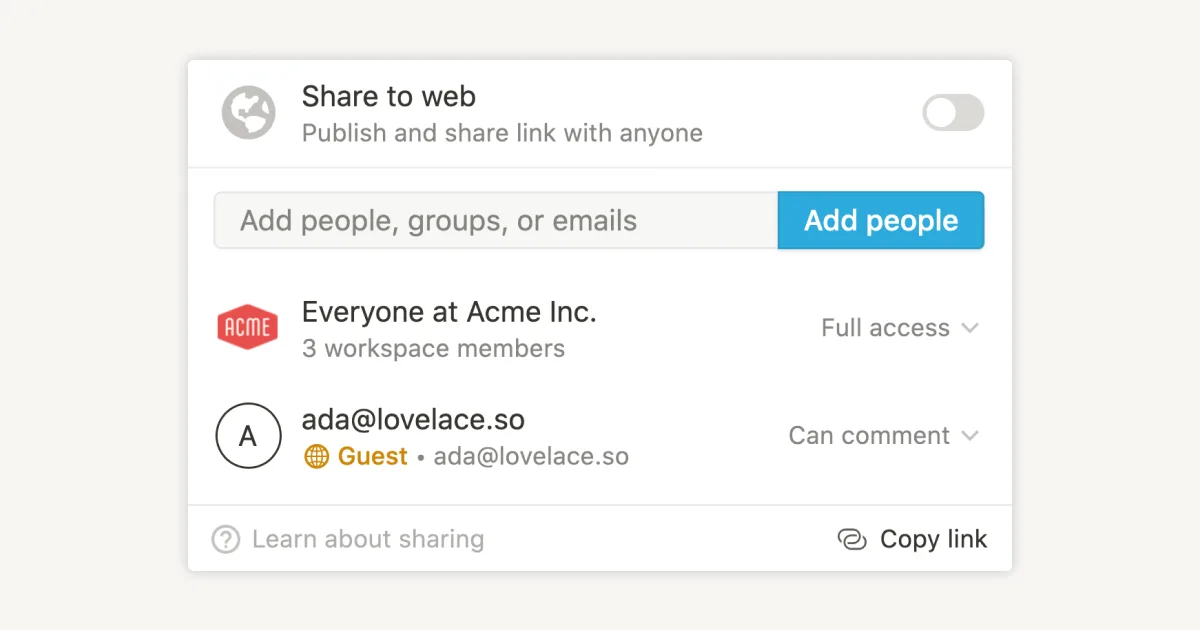 Share to web
Publish and share link with anyone
Add people, groups, or emails
Add people
ACME
Everyone at Acme Inc.
3 workspace members
Full access
A
ada@lovelace.so
Guest • ada@lovelace.so
Can comment
? Learn about sharing
Copy link